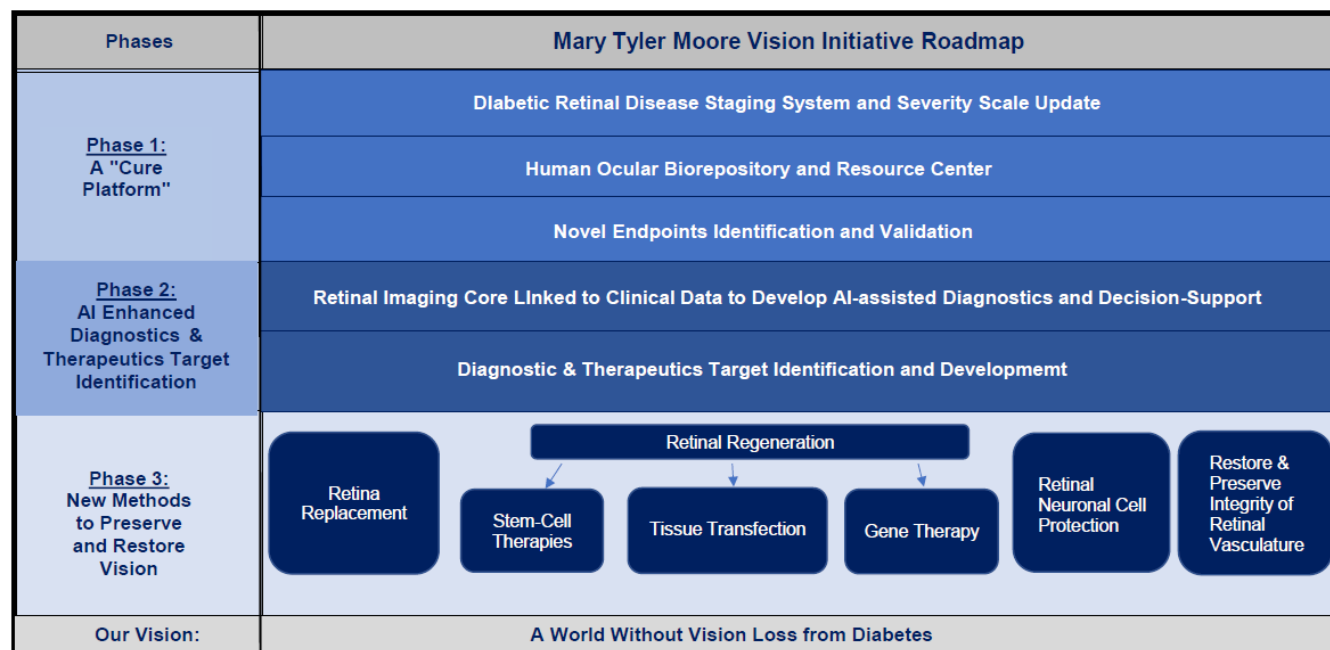 Phases
Mary Tyler Moore Vision Initiative Roadmap
Phase 1:
A "Cure
Platform"
DIabetic Retinal Disease Staging System and Severity Scale Update
Human Ocular Biorepository and Resource Center
Novel Endpoints Identification and Validation
Phase 2:
AI Enhanced
Diagnostics &
Therapeutics Target
Identification
Retinal Imaging Core LInked to Clinical Data to Develop AI-assisted Diagnostics and Decision-Support
Diagnostic & Therapeutics Target Identification and Developmemt
Phase 3:
New Methods
to Preserve
and Restore
Vision
Retina
Replacement
Retinal Regeneration
Stem-Cell
Therapies
Tissue Transfection
Gene Therapy
Retinal
Neuronal Cell
Protection
Restore &
Preserve
Integrity of
Retinal
Vasculature
Our Vision:
A World Without Vision Loss from Diabetes